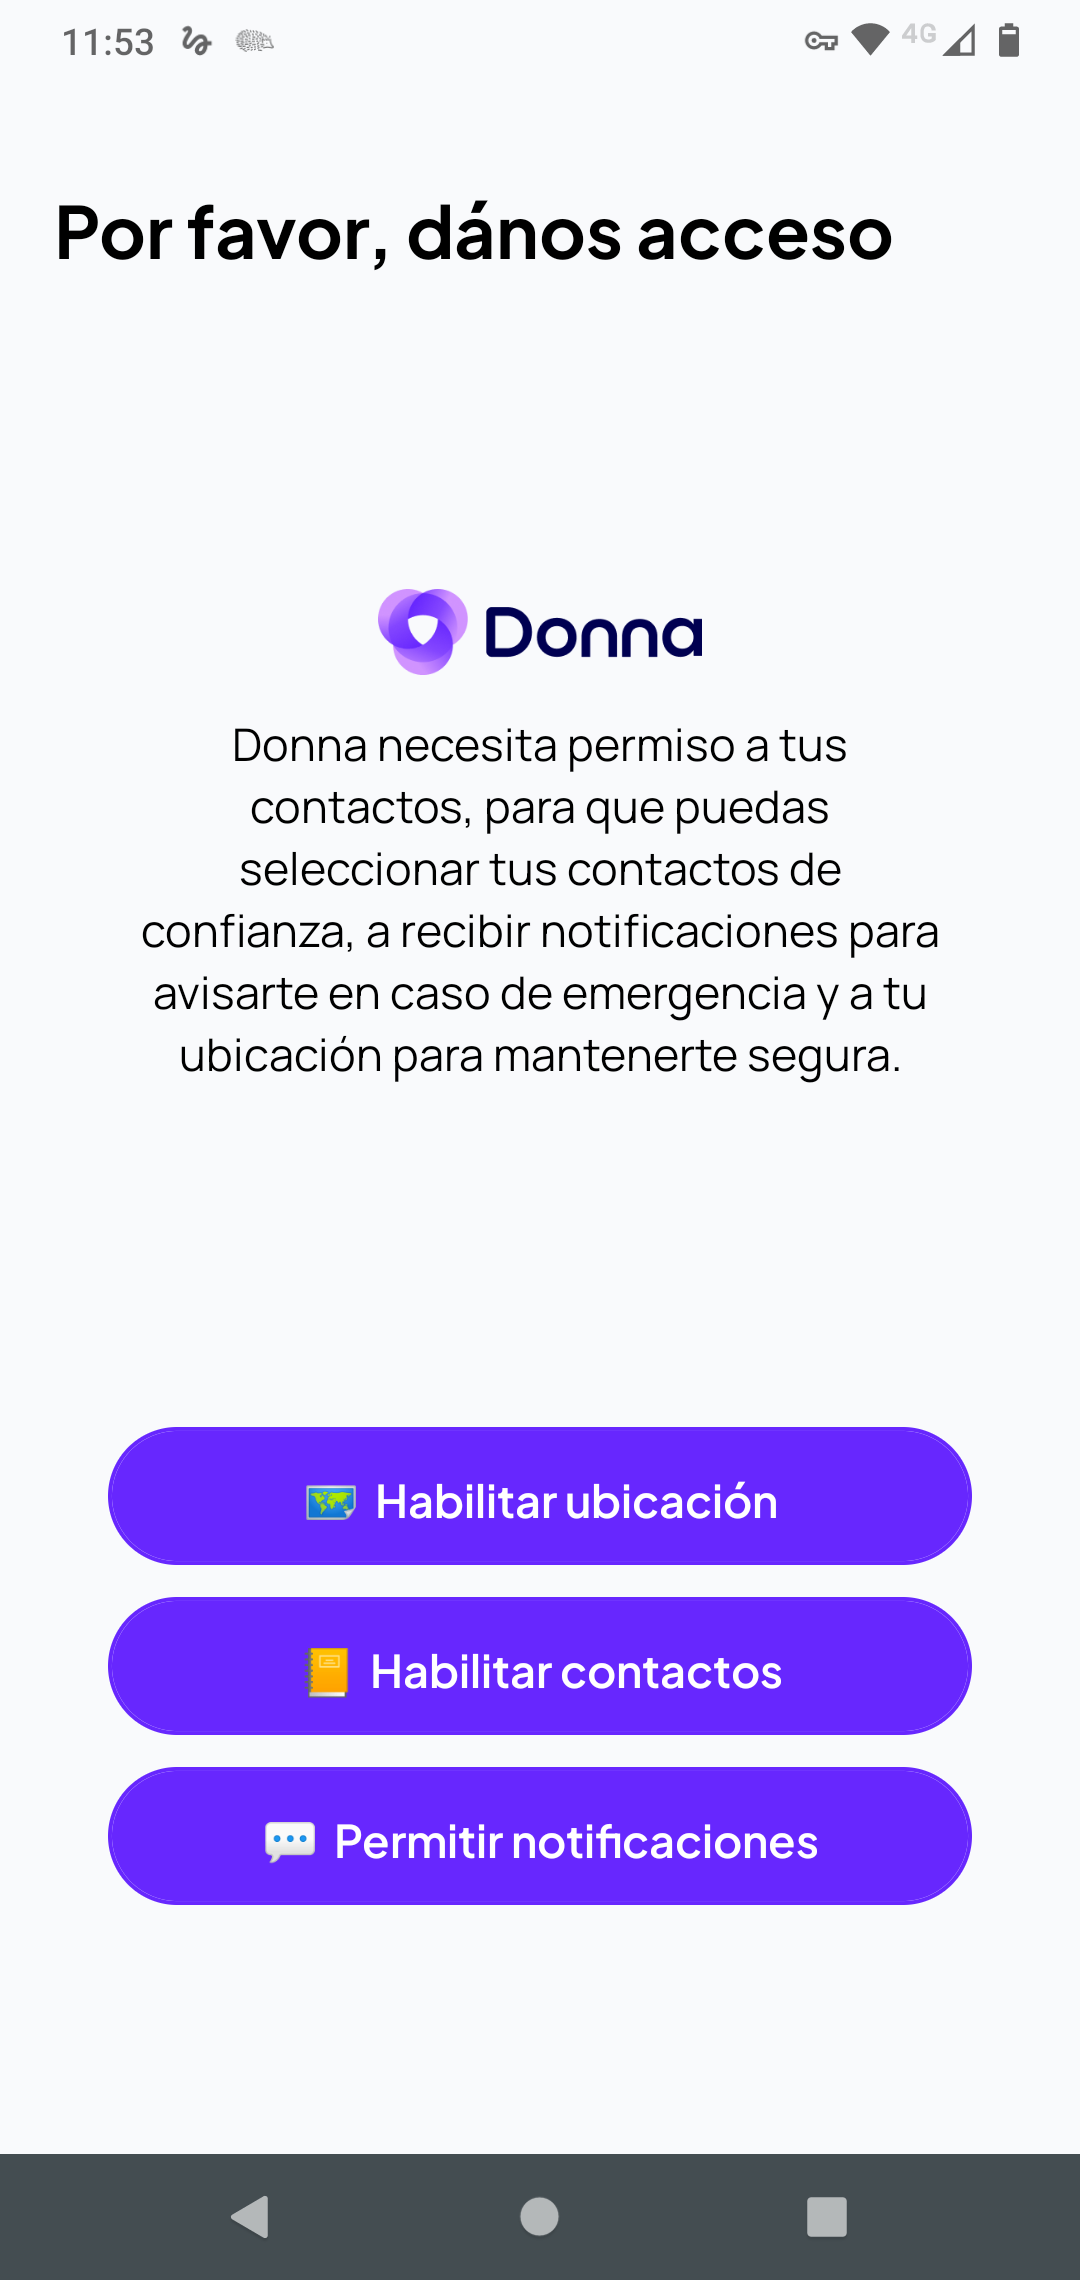 11:53
4G
Por favor, dános acceso
Donna
Donna necesita permiso a tus
contactos, para que puedas
seleccionar tus contactos de
confianza, a recibir notificaciones para
avisarte en caso de emergencia y a tu
ubicación para mantenerte segura.
Habilitar ubicación
Habilitar contactos
Permitir notificaciones